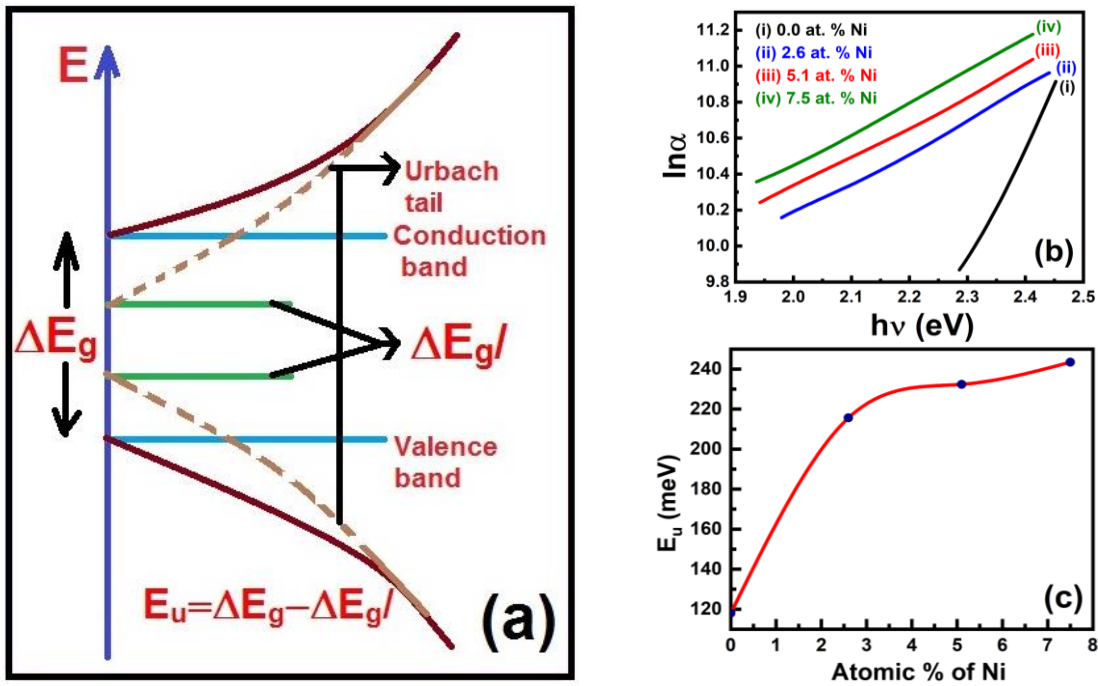 E
Urbach
tail
Conduction
band
ΔEg
ΔEg/
Valence
band
Eu=ΔEg−ΔEg/
(a)
11.2
11.0
10.8
10.6
10.4
10.2
10.0
9.8
lnα
(i) 0.0 at. % Ni
(ii) 2.6 at. % Ni
(iii) 5.1 at. % Ni
(iv) 7.5 at. % Ni
(iv)
(iii)
(ii)
(i)
(b)
1.9 2.0 2.1 2.2 2.3 2.4 2.5
hν (eV)
240
220
200
180
160
140
120
Eu (meV)
(c)
0 1 2 3 4 5 6 7 8
Atomic % of Ni